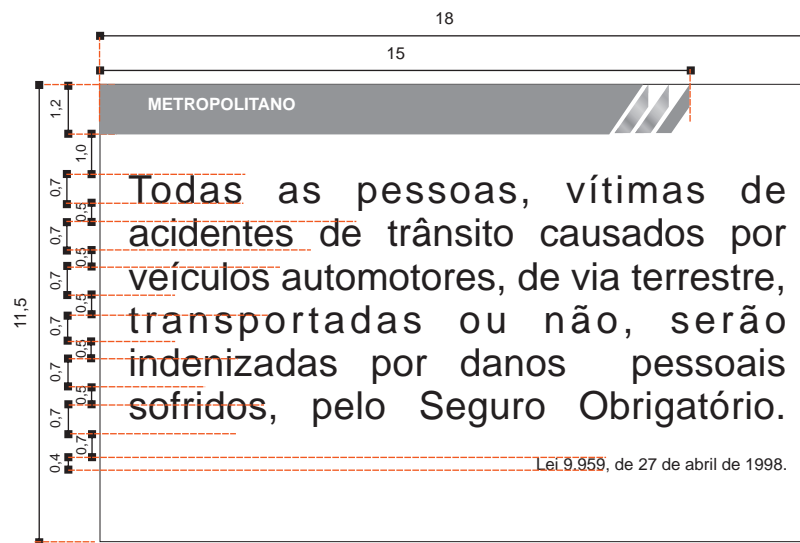 18
15
METROPOLITANO
1,2
1,0
0,7
0,5
0,7
0,5
0,7
0,5
0,7
0,5
0,7
0,5
0,7
0,7
0,4
11,5
Todas as pessoas, vítimas de
acidentes de trânsito causados por
veículos automotores, de via terrestre,
transportadas ou não, serão
indenizadas por danos pessoais
sofridos, pelo Seguro Obrigatório.
Lei 9.959, de 27 de abril de 1998.